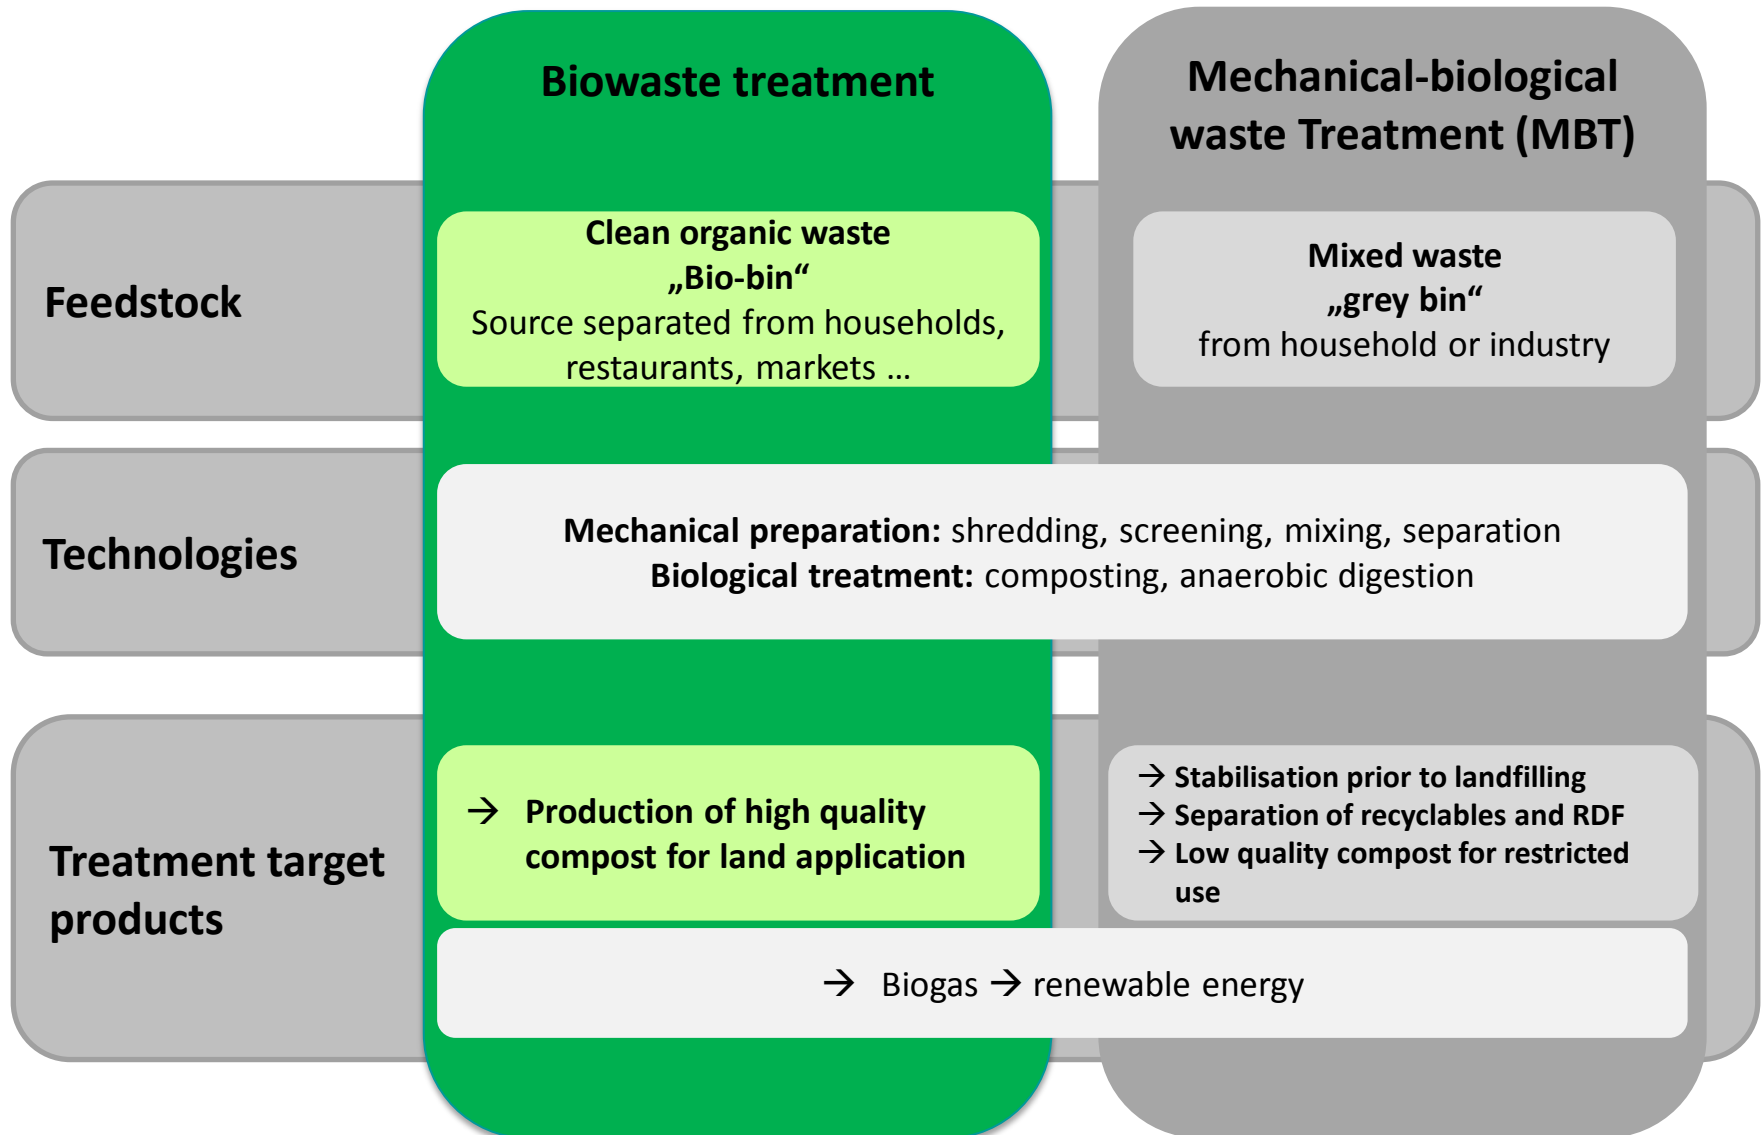 Biowaste treatment
Mechanical-biological
waste Treatment (MBT)
Feedstock
Clean organic waste
„Bio-bin“
Source separated from households,
restaurants, markets ...
Mixed waste
„grey bin“
from household or industry
Technologies
Mechanical preparation: shredding, screening, mixing, separation
Biological treatment: composting, anaerobic digestion
Treatment target
products
→ Production of high quality
compost for land application
→ Stabilisation prior to landfilling
→ Separation of recyclables and RDF
→ Low quality compost for restricted
use
→ Biogas → renewable energy